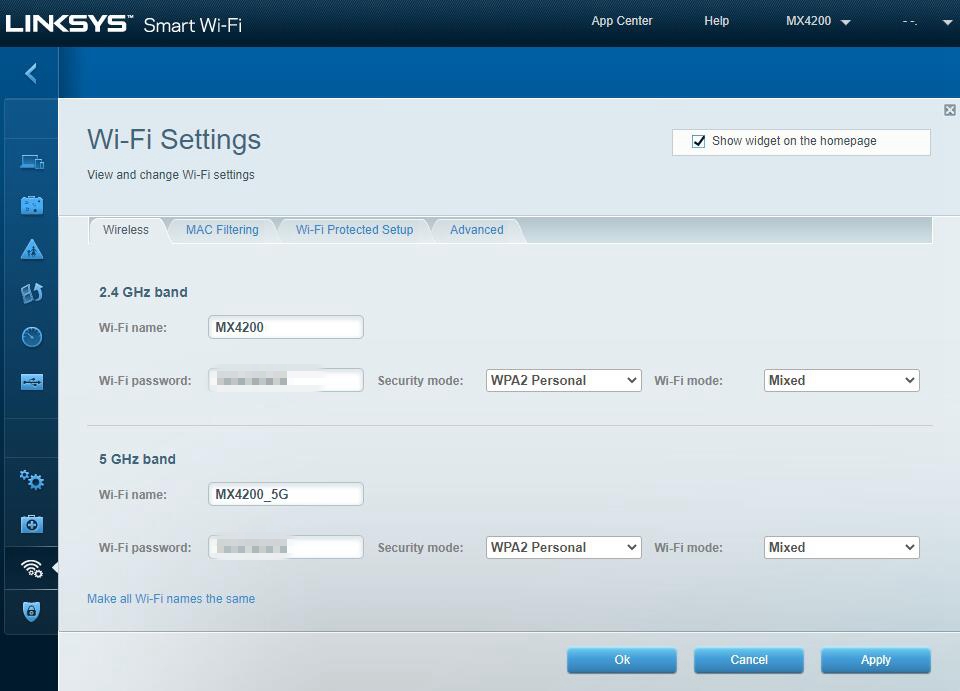 LINKSYS™ Smart Wi-Fi
App Center Help MX4200 - -.
Wi-Fi Settings
Show widget on the homepage
View and change Wi-Fi settings
Wireless MAC Filtering Wi-Fi Protected Setup Advanced
2.4 GHz band
Wi-Fi name: MX4200
Wi-Fi password: Security mode: WPA2 Personal Wi-Fi mode: Mixed
5 GHz band
Wi-Fi name: MX4200_5G
Wi-Fi password: Security mode: WPA2 Personal Wi-Fi mode: Mixed
Make all Wi-Fi names the same
Ok Cancel Apply